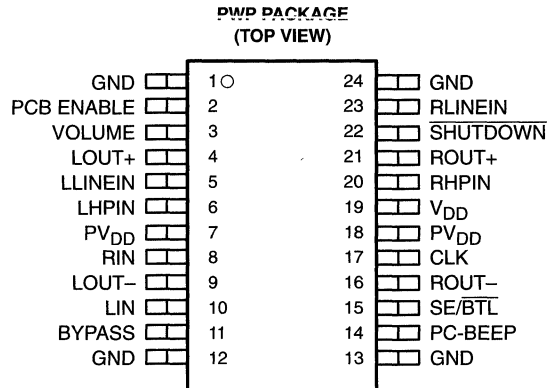 PWP PACKAGE
(TOP VIEW)
GND 1 24 GND
PCB ENABLE 2 23 RLINEIN
VOLUME 3 22 SHUTDOWN
LOUT+ 4 21 ROUT+
LLINEIN 5 20 RHPIN
LHPIN 6 19 VDD
PVDD 7 18 PVDD
RIN 8 17 CLK
LOUT– 9 16 ROUT–
LIN 10 15 SE/BTL
BYPASS 11 14 PC-BEEP
GND 12 13 GND